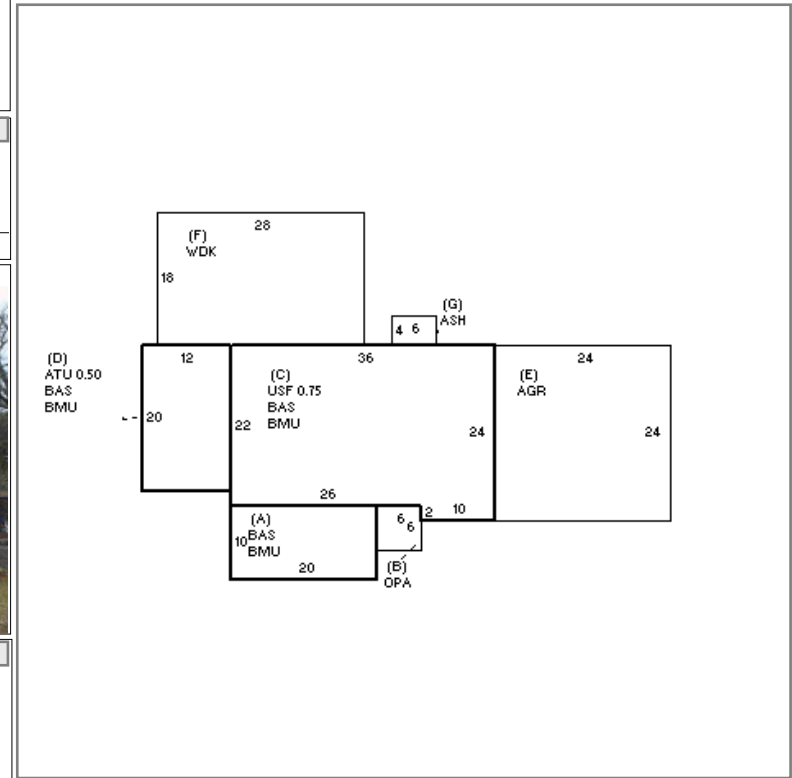 28
(F)
WDK
18
(G)
ASH
4 6
(D)
ATU 0.50
BAS
BMU
12
20
36
(C)
USF 0.75
BAS
BMU
22
24
26
2 10
24
(E)
AGR
24
(A)
BAS
BMU
10
20
6
6
(B)
OPA